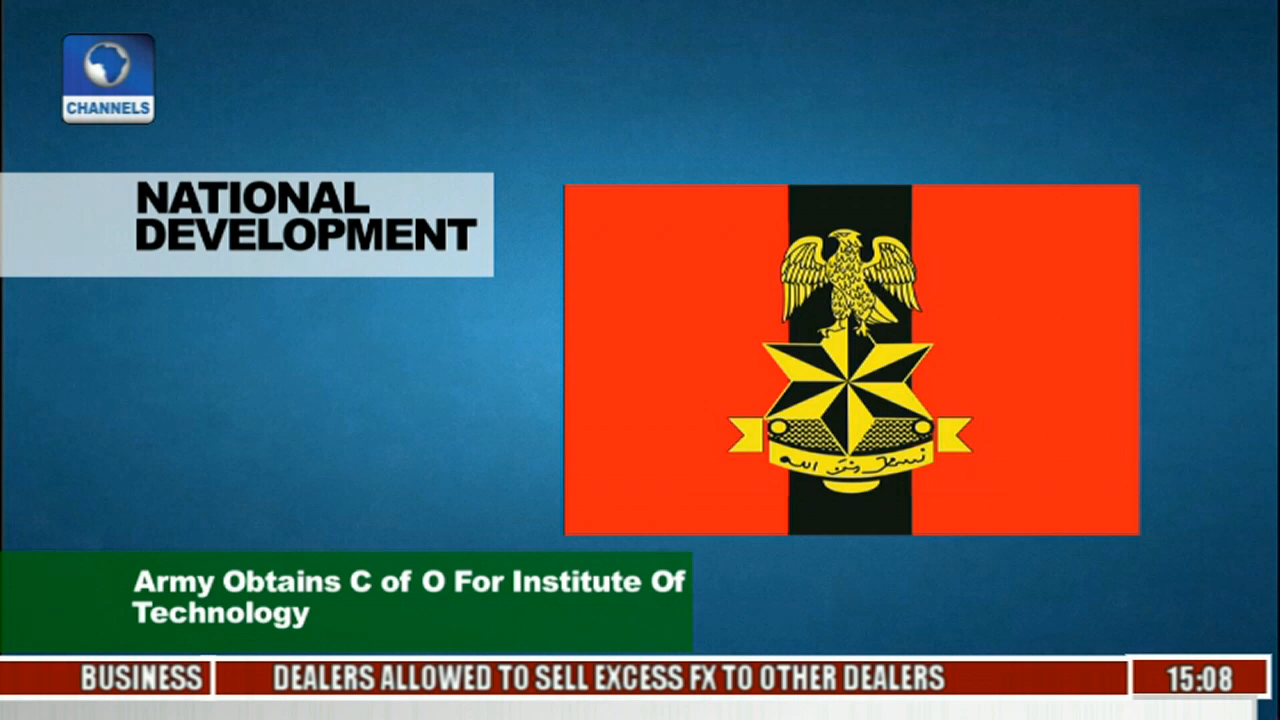 CHANNELS
NATIONAL
DEVELOPMENT
Army Obtains C of O For Institute Of
Technology
BUSINESS
DEALERS ALLOWED TO SELL EXCESS FX TO OTHER DEALERS
15:08